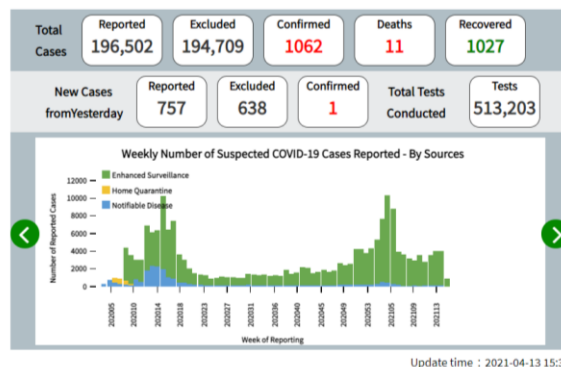 Total Cases
Reported 196,502
Excluded 194,709
Confirmed 1062
Deaths 11
Recovered 1027
New Cases fromYesterday
Reported 757
Excluded 638
Confirmed 1
Total Tests Conducted
Tests 513,203
Weekly Number of Suspected COVID-19 Cases Reported - By Sources
Enhanced Surveillance
Home Quarantine
Notifiable Disease
Number of Reported Cases
12000
10000
8000
6000
4000
2000
0
202005 202010 202014 202018 202023 202027 202031 202036 202040 202045 202049 202053 202105 202109 202113
Week of Reporting
Update time：2021-04-13 15:3